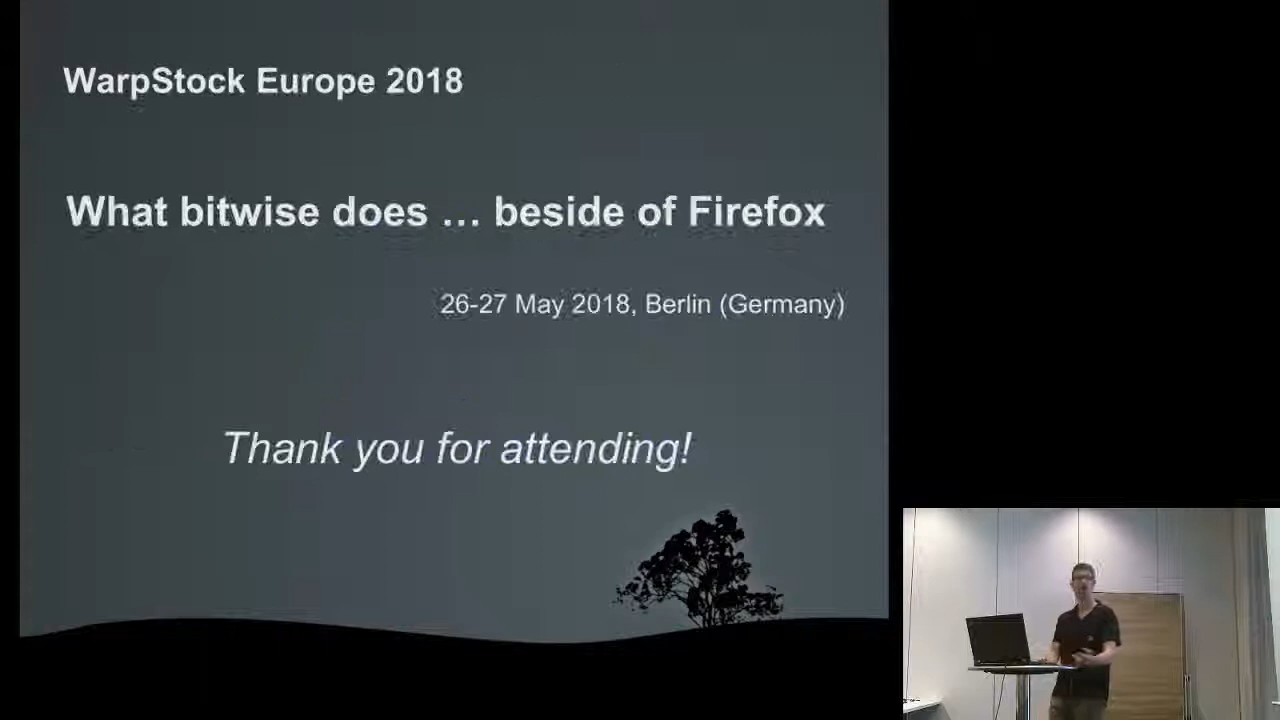 WarpStock Europe 2018
What bitwise does … beside of Firefox
26-27 May 2018, Berlin (Germany)
Thank you for attending!